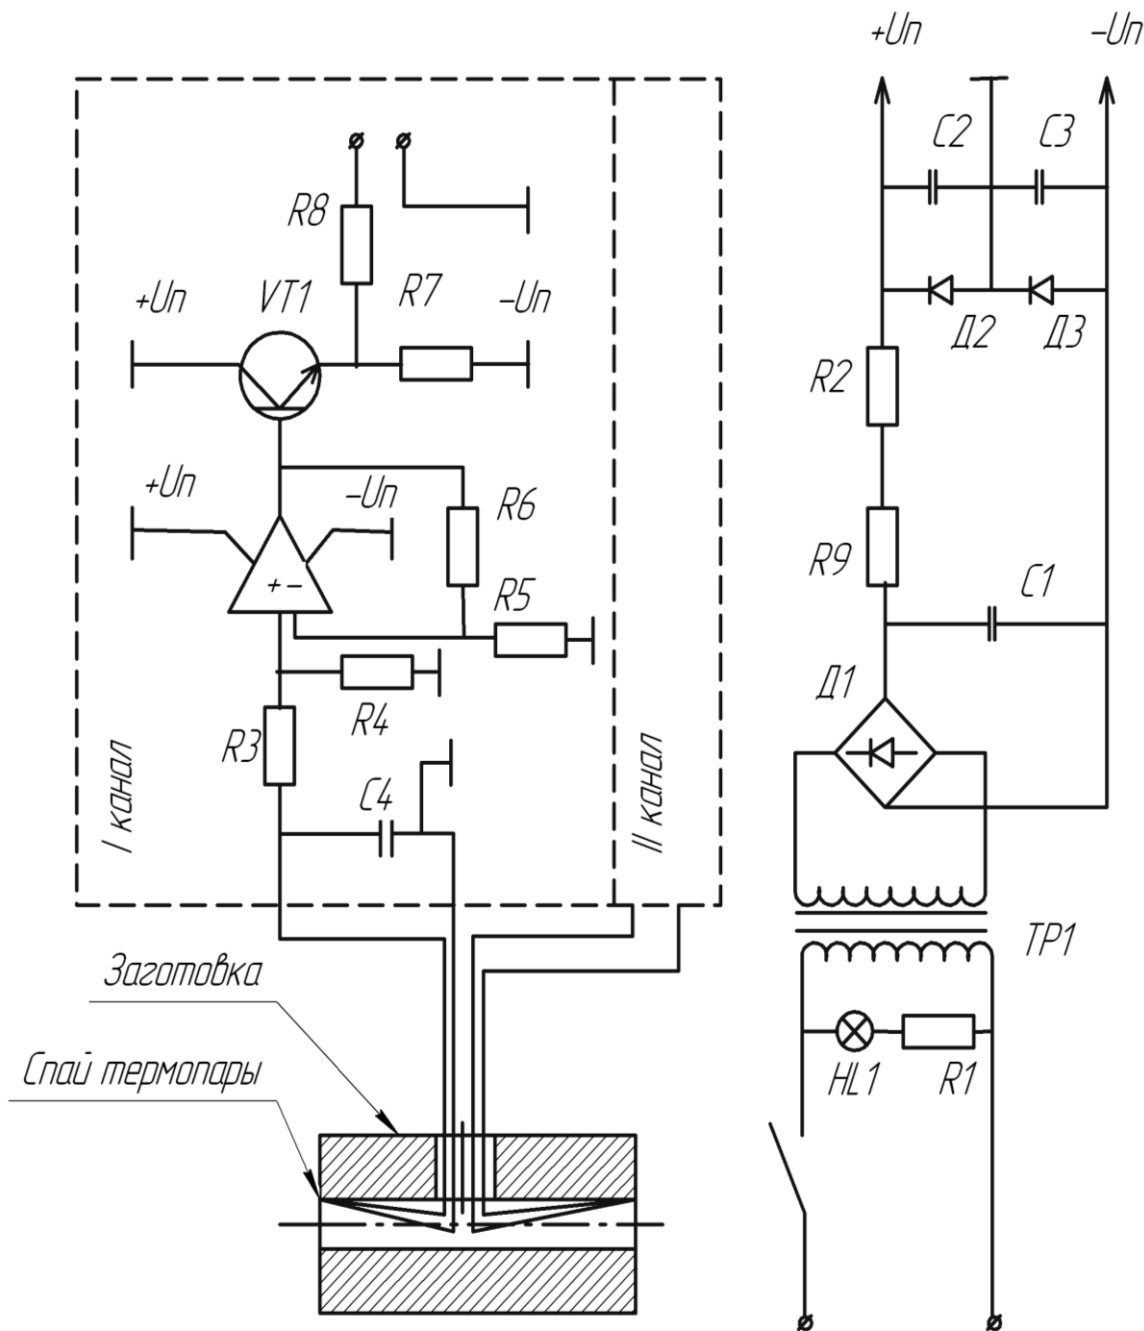 +Uп
–Uп
C2
C3
R8
+Uп
VT1
R7
–Uп
Д2
Д3
R2
+Uп
–Uп
R6
R9
C1
+ –
R5
Д1
R3
R4
I канал
C4
II канал
ТР1
Заготовка
HL1
R1
Спай термопары